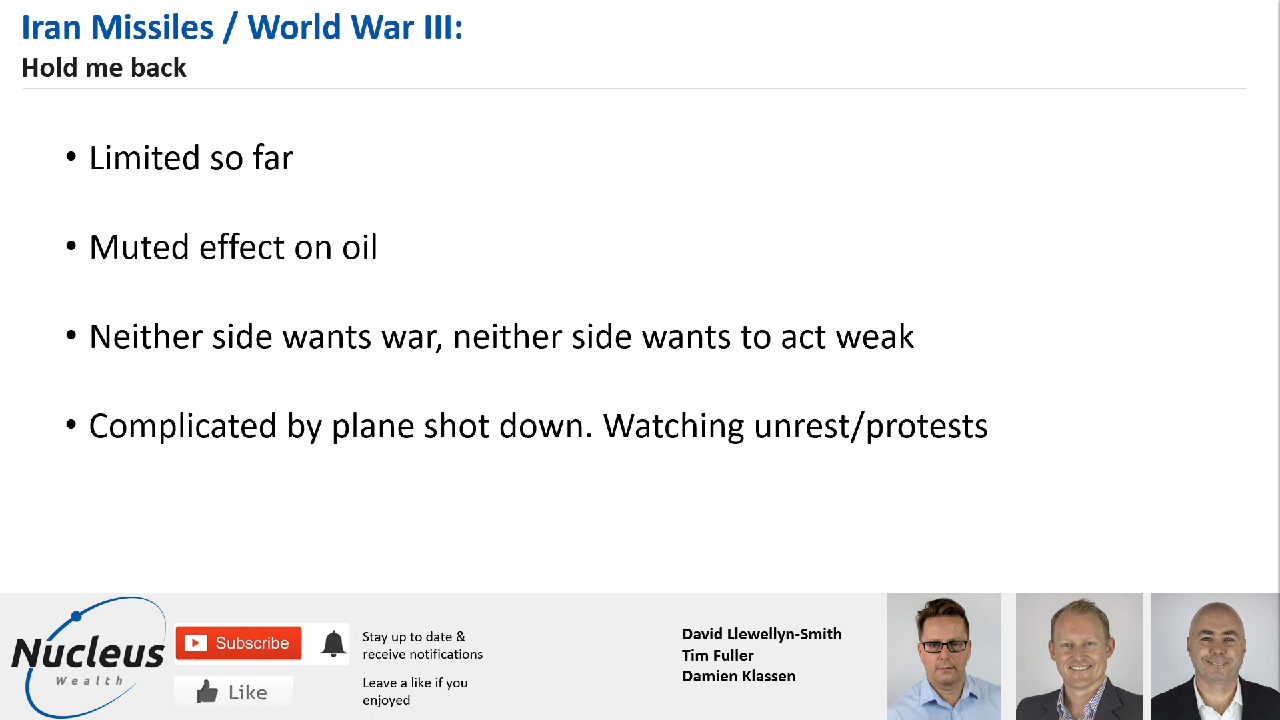 Iran Missiles / World War III:
Hold me back
• Limited so far
• Muted effect on oil
• Neither side wants war, neither side wants to act weak
• Complicated by plane shot down. Watching unrest/protests
Nucleus
Wealth
Subscribe
Like
Stay up to date &
receive notifications
Leave a like if you
enjoyed
David Llewellyn-Smith
Tim Fuller
Damien Klassen